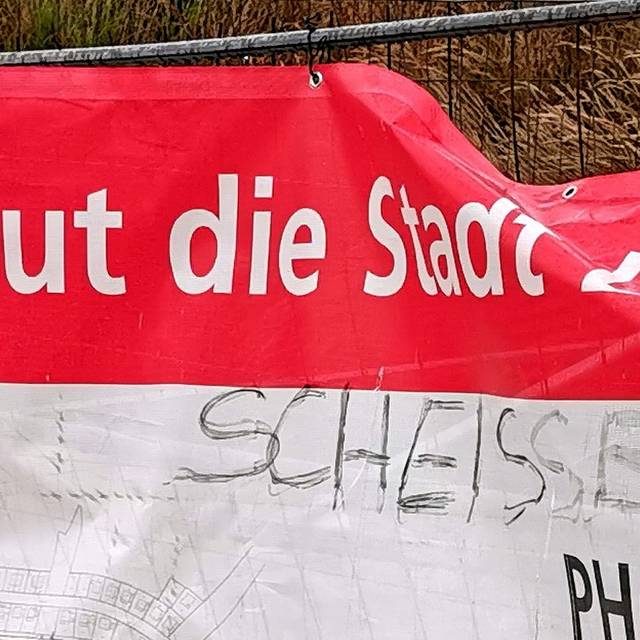 ut die Stadt
SCHEISSE
PH